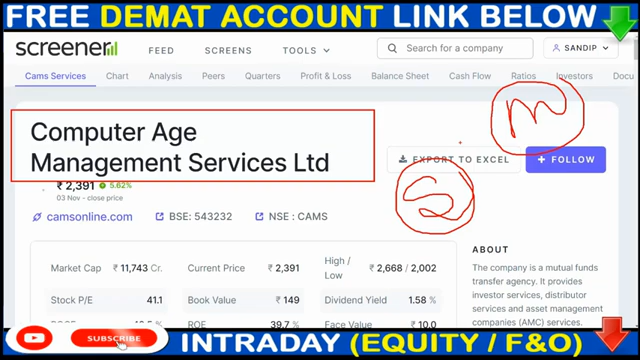 FREE DEMAT ACCOUNT LINK BELOW
screener
FEED SCREENS TOOLS
Search for a company
SANDIP
Cams Services Chart Analysis Peers Quarters Profit & Loss Balance Sheet Cash Flow Ratios Investors Docu
Computer Age
Management Services Ltd
EXPORT TO EXCEL
+ FOLLOW
₹ 2,391 5.62%
03 Nov - close price
camsonline.com BSE: 543232 NSE : CAMS
Market Cap ₹ 11,743 Cr.
Current Price ₹ 2,391
High / Low ₹ 2,668 / 2,002
Stock P/E 41.1
Book Value ₹ 149
Dividend Yield 1.58 %
ROE 39.7 %
Face Value ₹ 10.0
ABOUT
The company is a mutual funds
transfer agency. It provides
investor services, distributor
services and asset management
companies (AMC) services.
SUBSCRIBE
INTRADAY (EQUITY / F&O)